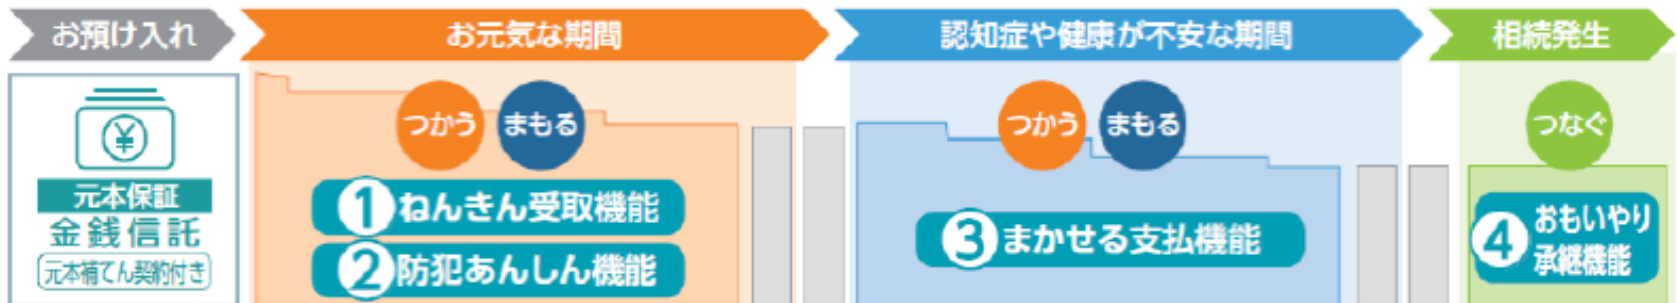 お預け入れ
お元気な期間
認知症や健康が不安な期間
相続発生
¥
元本保証
金銭信託
元本補てん契約付き
つかう
まもる
①ねんきん受取機能
②防犯あんしん機能
つかう
まもる
③まかせる支払機能
つなぐ
④おもいやり
承継機能